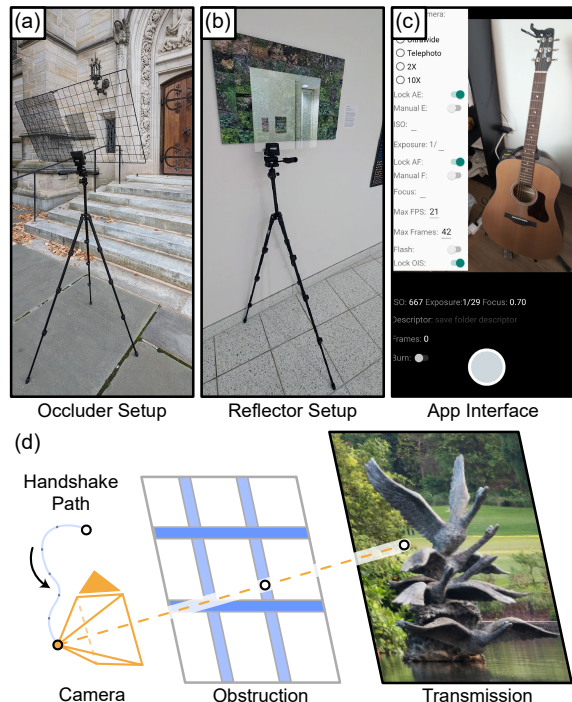 (a)
(b)
(c)
Telephoto
2X
10X
Lock AE:
Manual E:
ISO:
Exposure: 1/
Lock AF:
Manual F:
Focus:
Max FPS: 21
Max Frames: 42
Flash:
Lock OIS:
ISO: 667 Exposure:1/29 Focus: 0.70
Descriptor: save folder descriptor
Frames: 0
Burn:
Occluder Setup
Reflector Setup
App Interface
(d)
Handshake
Path
Camera
Obstruction
Transmission